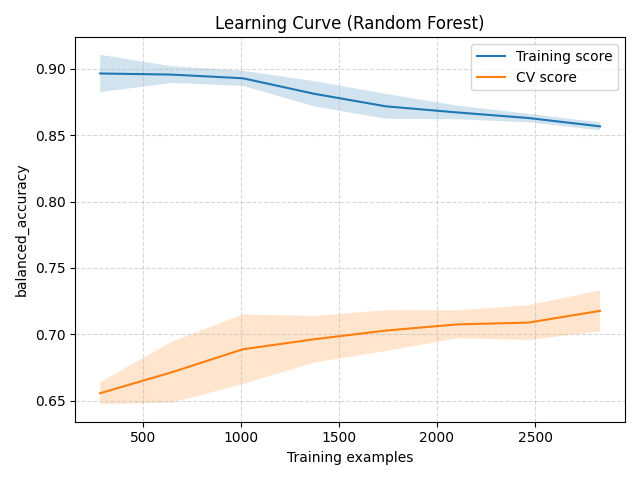 Learning Curve (Random Forest)
Training score
CV score
balanced_accuracy
0.90
0.85
0.80
0.75
0.70
0.65
500
1000
1500
2000
2500
Training examples